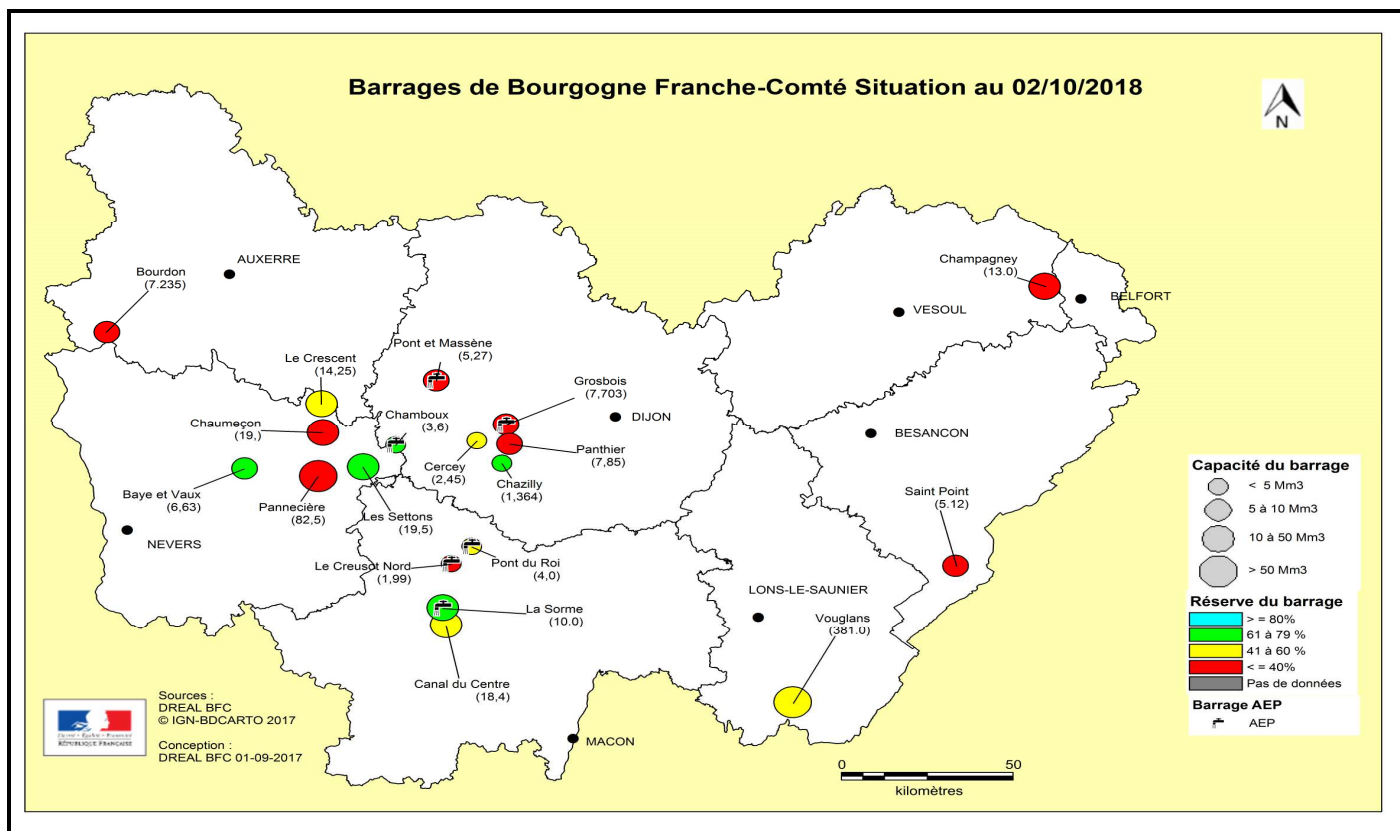 Barrages de Bourgogne Franche-Comté Situation au 02/10/2018
N
AUXERRE
Bourdon
(7.235)
Champagney
(13.0)
BELFORT
VESOUL
Pont et Massène
(5,27)
Le Crescent
(14,25)
Grosbois
(7,703)
DIJON
Chamboux
(3,6)
Chaumeçon
(19,)
BESANCON
Panthier
(7,85)
Cercey
(2,45)
Chazilly
(1,364)
Baye et Vaux
(6,63)
Pannecière
(82,5)
Les Settons
(19,5)
NEVERS
Saint Point
(5.12)
Le Creusot Nord
(1,99)
Pont du Roi
(4,0)
LONS-LE-SAUNIER
La Sorme
(10.0)
Vouglans
(381.0)
Canal du Centre
(18,4)
MACON
Capacité du barrage
< 5 Mm3
5 à 10 Mm3
10 à 50 Mm3
> 50 Mm3
Réserve du barrage
> = 80%
61 à 79 %
41 à 60 %
< = 40%
Pas de données
Barrage AEP
AEP
Liberté • Égalité • Fraternité
RÉPUBLIQUE FRANÇAISE
Sources :
DREAL BFC
© IGN-BDCARTO 2017
Conception :
DREAL BFC 01-09-2017
0 50
kilomètres